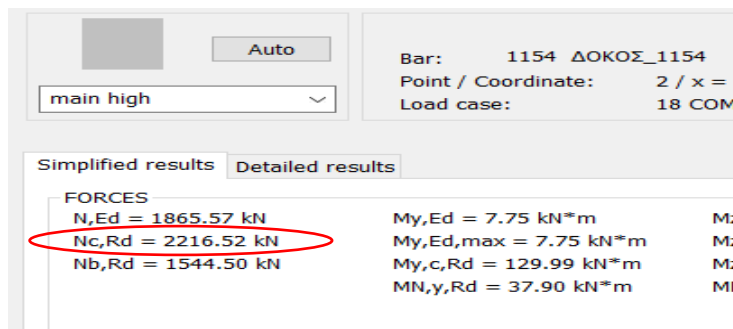 Auto
main high
Bar: 1154 ΔΟΚΟΣ_1154
Point / Coordinate: 2 / x =
Load case: 18 COM
Simplified results Detailed results
FORCES
N,Ed = 1865.57 kN My,Ed = 7.75 kN*m
Nc,Rd = 2216.52 kN My,Ed,max = 7.75 kN*m
Nb,Rd = 1544.50 kN My,c,Rd = 129.99 kN*m
MN,y,Rd = 37.90 kN*m